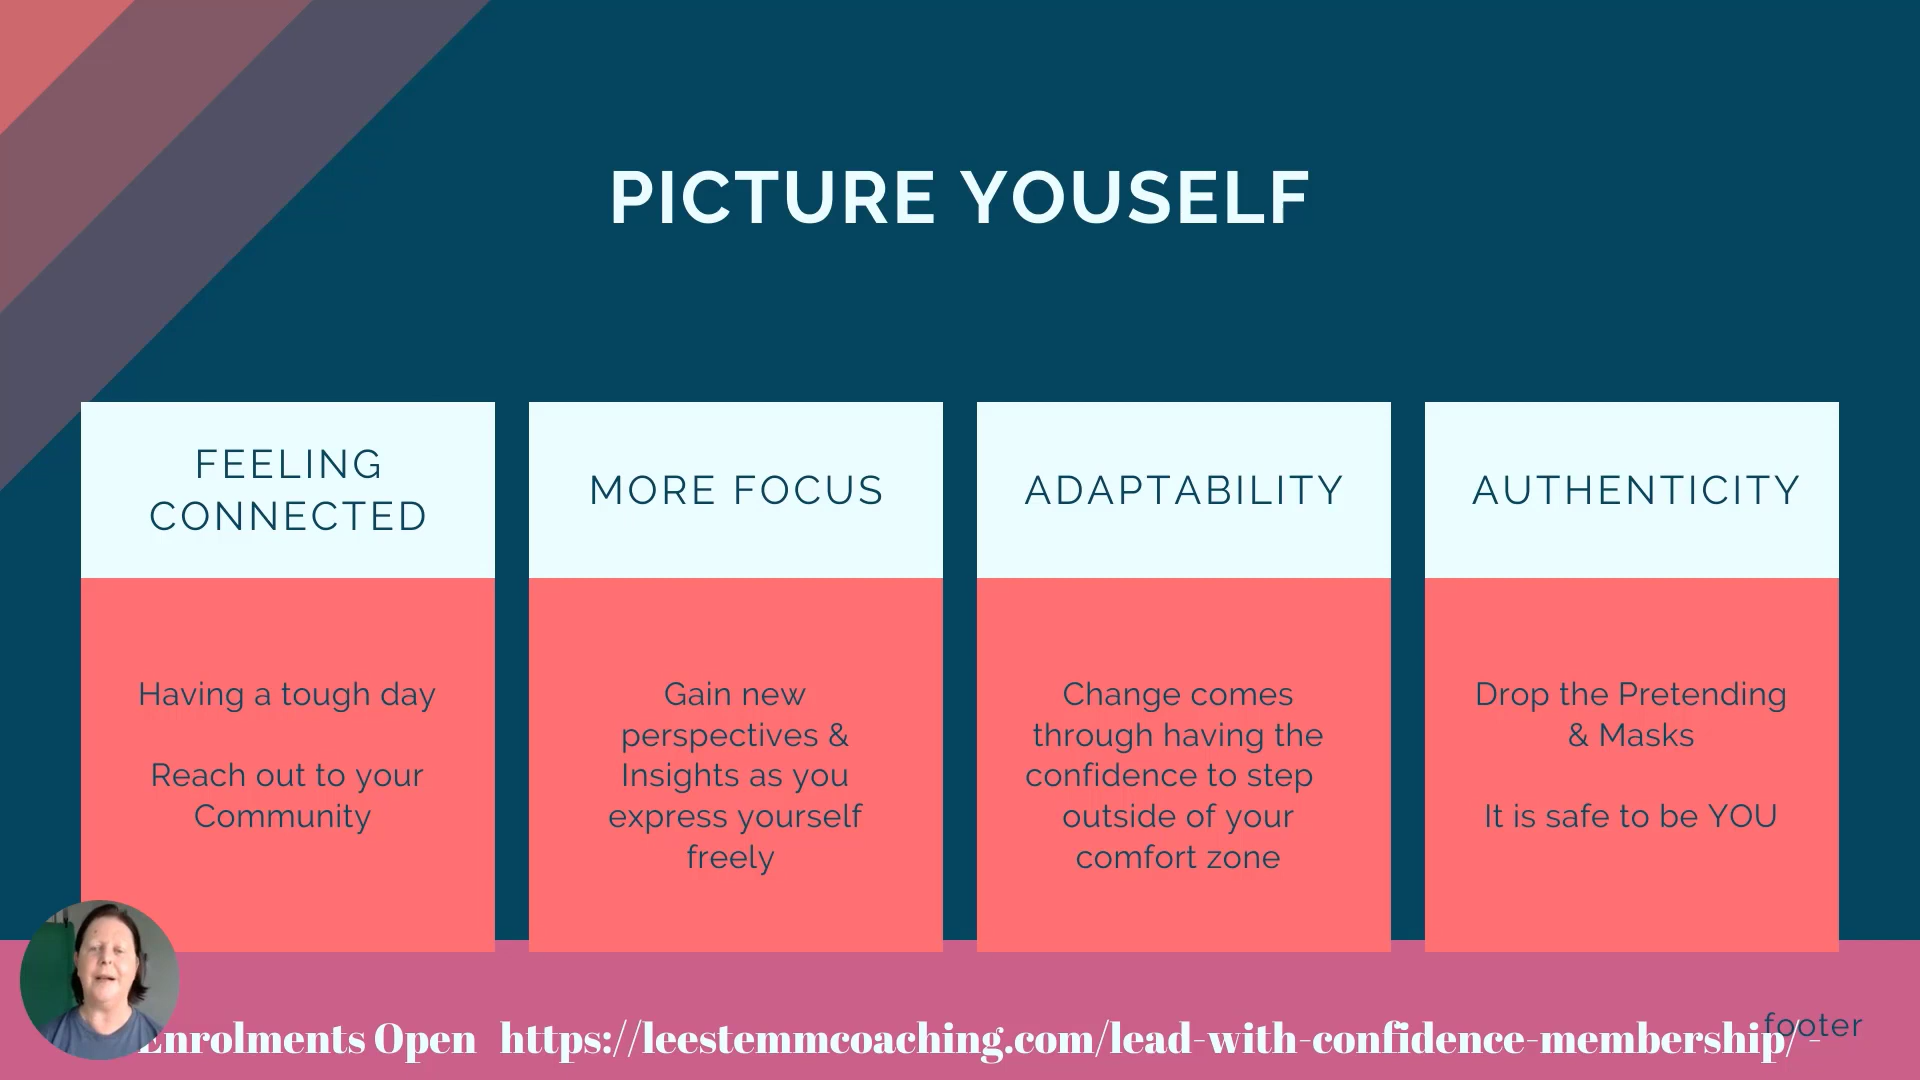 PICTURE YOUSELF
FEELING
CONNECTED
Having a tough day
Reach out to your
Community
MORE FOCUS
Gain new
perspectives &
Insights as you
express yourself
freely
ADAPTABILITY
Change comes
through having the
confidence to step
outside of your
comfort zone
AUTHENTICITY
Drop the Pretending
& Masks
It is safe to be YOU
Enrolments Open https://leestemmcoaching.com/lead-with-confidence-membership/ -
footer